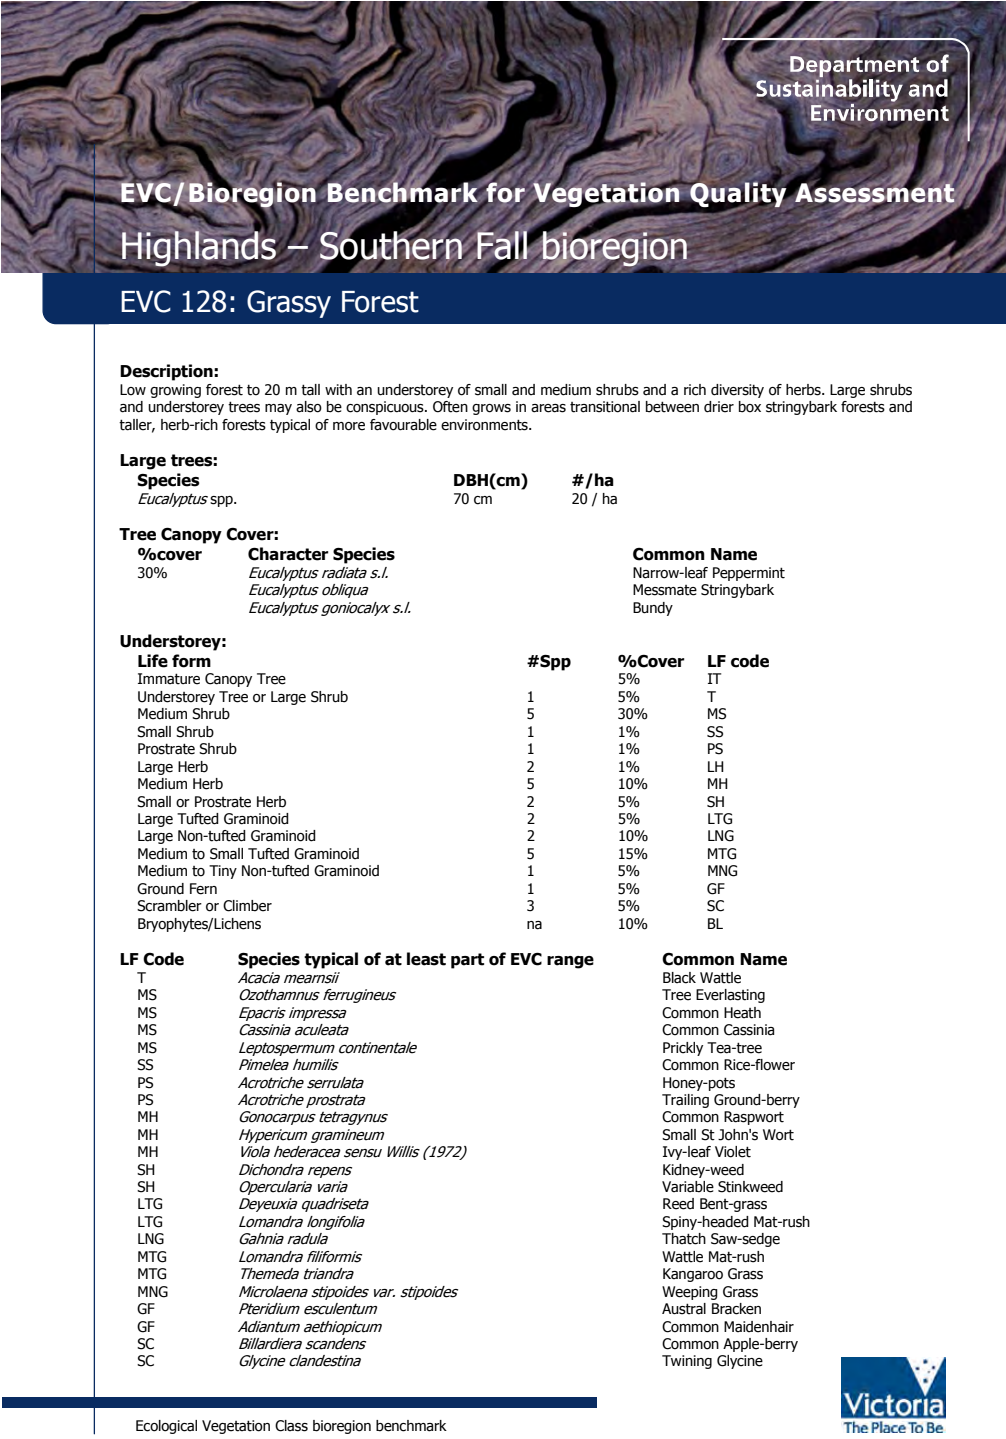 Department of
Sustainability and
Environment
EVC/Bioregion Benchmark for Vegetation Quality Assessment
Highlands – Southern Fall bioregion
EVC 128: Grassy Forest
Description:
Low growing forest to 20 m tall with an understorey of small and medium shrubs and a rich diversity of herbs. Large shrubs
and understorey trees may also be conspicuous. Often grows in areas transitional between drier box stringybark forests and
taller, herb-rich forests typical of more favourable environments.
Large trees:
Species DBH(cm) #/ha
Eucalyptus spp. 70 cm 20 / ha
Tree Canopy Cover:
%cover Character Species Common Name
30% Eucalyptus radiata s.l. Narrow-leaf Peppermint
Eucalyptus obliqua Messmate Stringybark
Eucalyptus goniocalyx s.l. Bundy
Understorey:
Life form #Spp %Cover LF code
Immature Canopy Tree 5% IT
Understorey Tree or Large Shrub 1 5% T
Medium Shrub 5 30% MS
Small Shrub 1 1% SS
Prostrate Shrub 1 1% PS
Large Herb 2 1% LH
Medium Herb 5 10% MH
Small or Prostrate Herb 2 5% SH
Large Tufted Graminoid 2 5% LTG
Large Non-tufted Graminoid 2 10% LNG
Medium to Small Tufted Graminoid 5 15% MTG
Medium to Tiny Non-tufted Graminoid 1 5% MNG
Ground Fern 1 5% GF
Scrambler or Climber 3 5% SC
Bryophytes/Lichens na 10% BL
LF Code Species typical of at least part of EVC range Common Name
T Acacia mearnsii Black Wattle
MS Ozothamnus ferrugineus Tree Everlasting
MS Epacris impressa Common Heath
MS Cassinia aculeata Common Cassinia
MS Leptospermum continentale Prickly Tea-tree
SS Pimelea humilis Common Rice-flower
PS Acrotriche serrulata Honey-pots
PS Acrotriche prostrata Trailing Ground-berry
MH Gonocarpus tetragynus Common Raspwort
MH Hypericum gramineum Small St John's Wort
MH Viola hederacea sensu Willis (1972) Ivy-leaf Violet
SH Dichondra repens Kidney-weed
SH Opercularia varia Variable Stinkweed
LTG Deyeuxia quadriseta Reed Bent-grass
LTG Lomandra longifolia Spiny-headed Mat-rush
LNG Gahnia radula Thatch Saw-sedge
MTG Lomandra filiformis Wattle Mat-rush
MTG Themeda triandra Kangaroo Grass
MNG Microlaena stipoides var. stipoides Weeping Grass
GF Pteridium esculentum Austral Bracken
GF Adiantum aethiopicum Common Maidenhair
SC Billardiera scandens Common Apple-berry
SC Glycine clandestina Twining Glycine
Victoria
The Place To Be
Ecological Vegetation Class bioregion benchmark